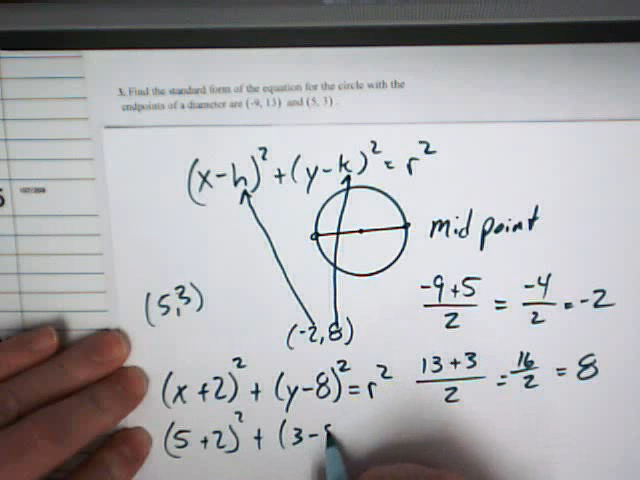 3. Find the standard form of the equation for the circle with the
endpoints of a diameter are (-9, 13) and (5, 3) .
(x-h)² + (y-k)² = r²
mid point
(5,3)
-9+5/2 = -4/2 = -2
(-2,8)
(x+2)² + (y-8)² = r²
13+3/2 = 16/2 = 8
(5+2)² + (3-